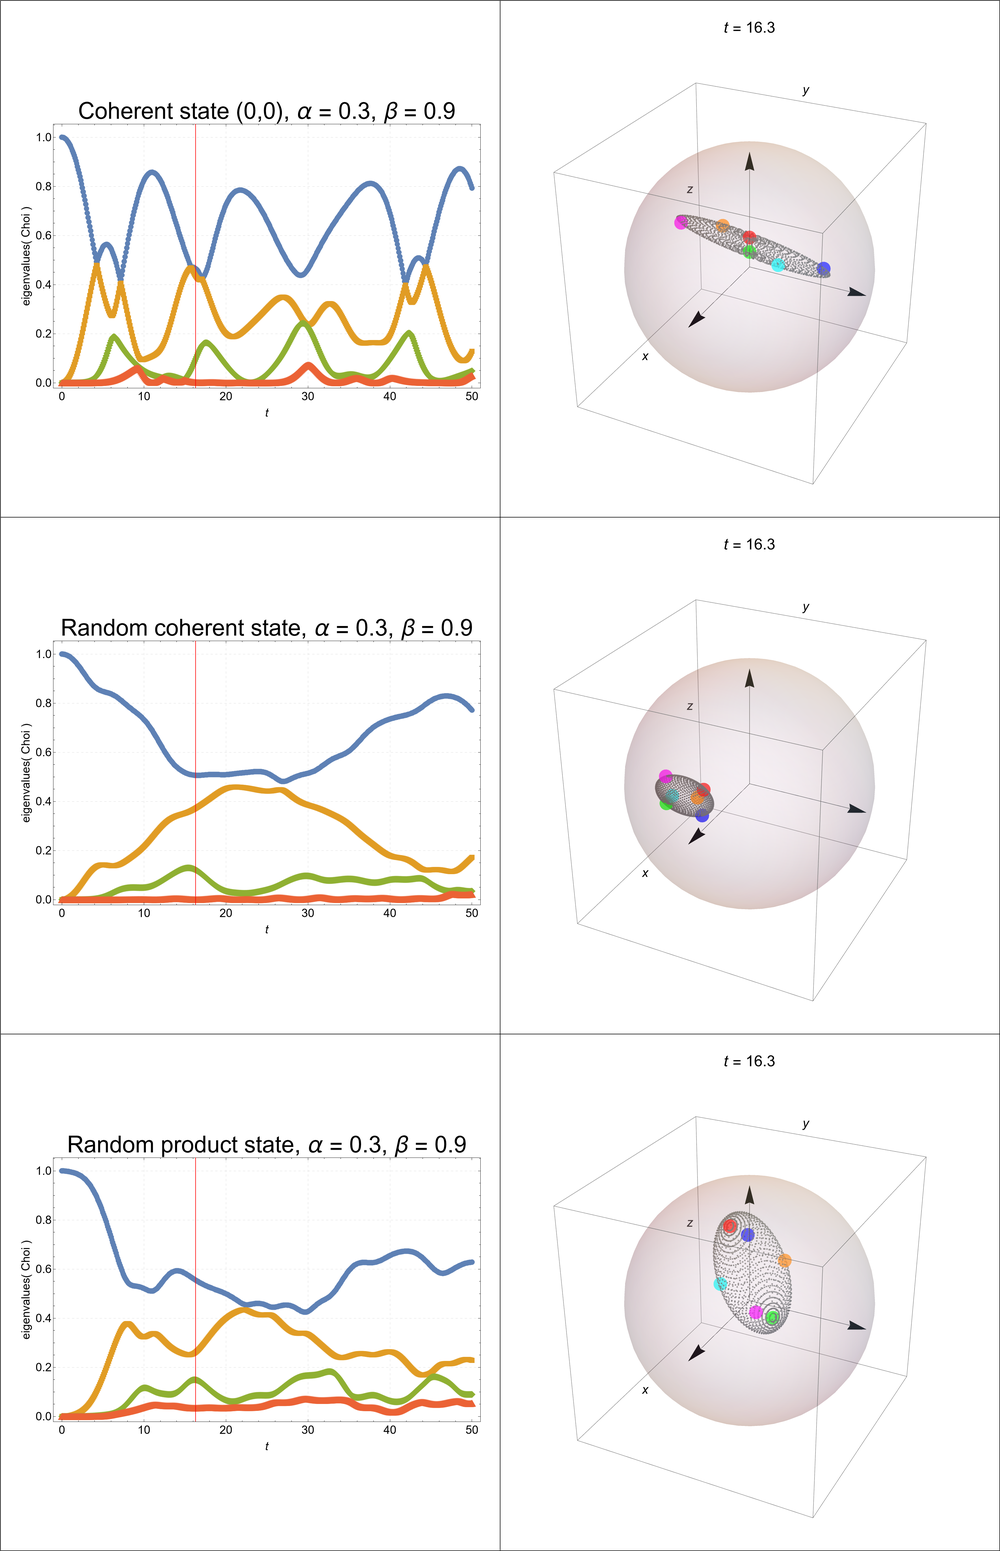 t = 16.3
Coherent state (0,0), α = 0.3, β = 0.9
eigenvalues( Choi )
1.0
0.8
0.6
0.4
0.2
0.0
0 10 20 30 40 50
t
y
z
x
t = 16.3
Random coherent state, α = 0.3, β = 0.9
eigenvalues( Choi )
1.0
0.8
0.6
0.4
0.2
0.0
0 10 20 30 40 50
t
y
z
x
t = 16.3
Random product state, α = 0.3, β = 0.9
eigenvalues( Choi )
1.0
0.8
0.6
0.4
0.2
0.0
0 10 20 30 40 50
t
y
z
x